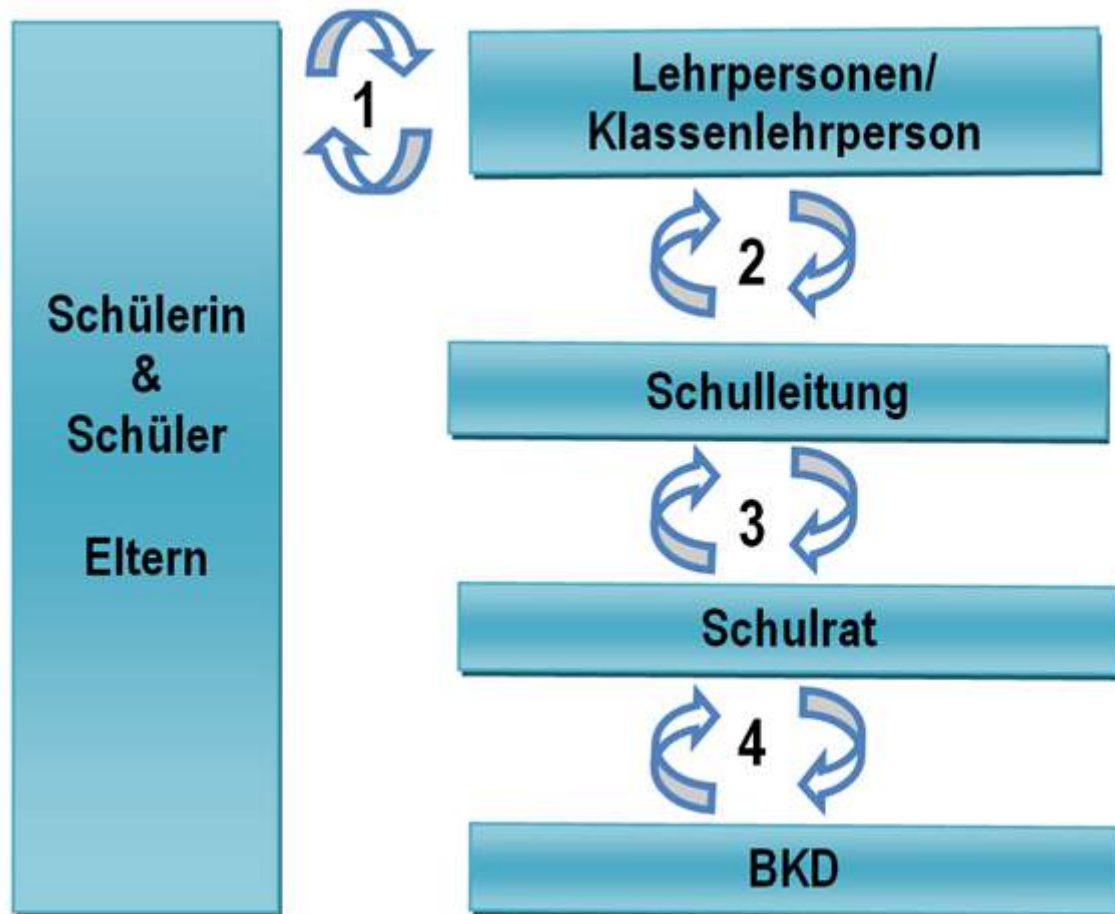 Schülerin
&
Schüler
Eltern
1
Lehrpersonen/
Klassenlehrperson
2
Schulleitung
3
Schulrat
4
BKD